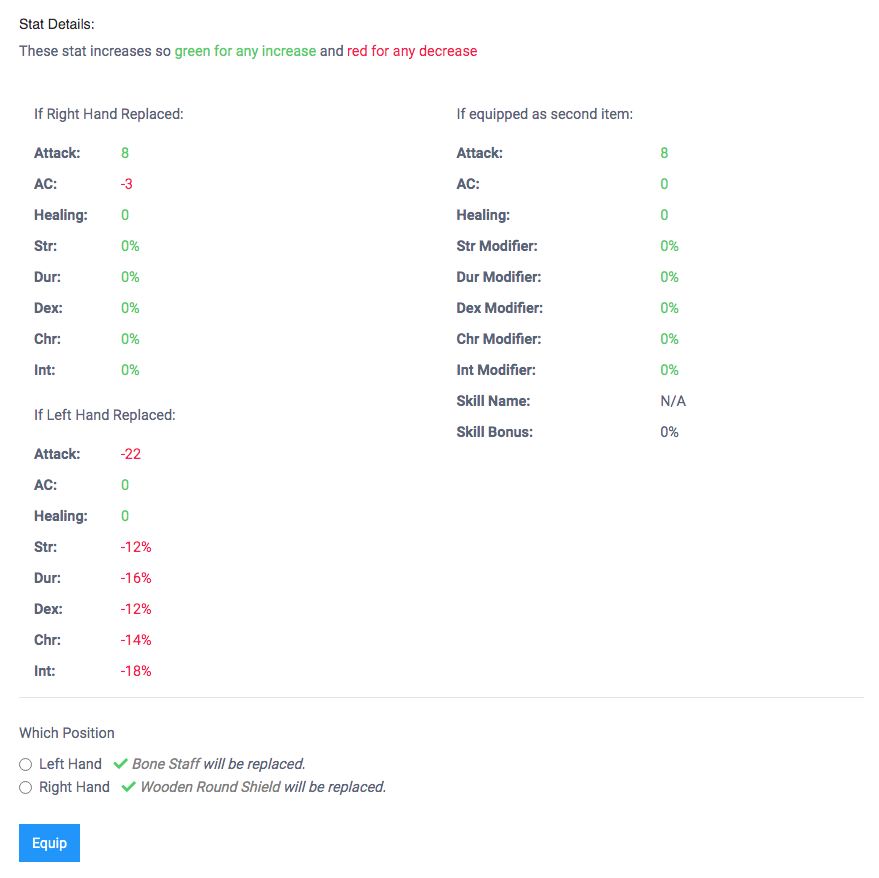 Stat Details:
These stat increases so green for any increase and red for any decrease
If Right Hand Replaced:
Attack: 8
AC: -3
Healing: 0
Str: 0%
Dur: 0%
Dex: 0%
Chr: 0%
Int: 0%
If Left Hand Replaced:
Attack: -22
AC: 0
Healing: 0
Str: -12%
Dur: -16%
Dex: -12%
Chr: -14%
Int: -18%
If equipped as second item:
Attack: 8
AC: 0
Healing: 0
Str Modifier: 0%
Dur Modifier: 0%
Dex Modifier: 0%
Chr Modifier: 0%
Int Modifier: 0%
Skill Name: N/A
Skill Bonus: 0%
Which Position
Left Hand Bone Staff will be replaced.
Right Hand Wooden Round Shield will be replaced.
Equip